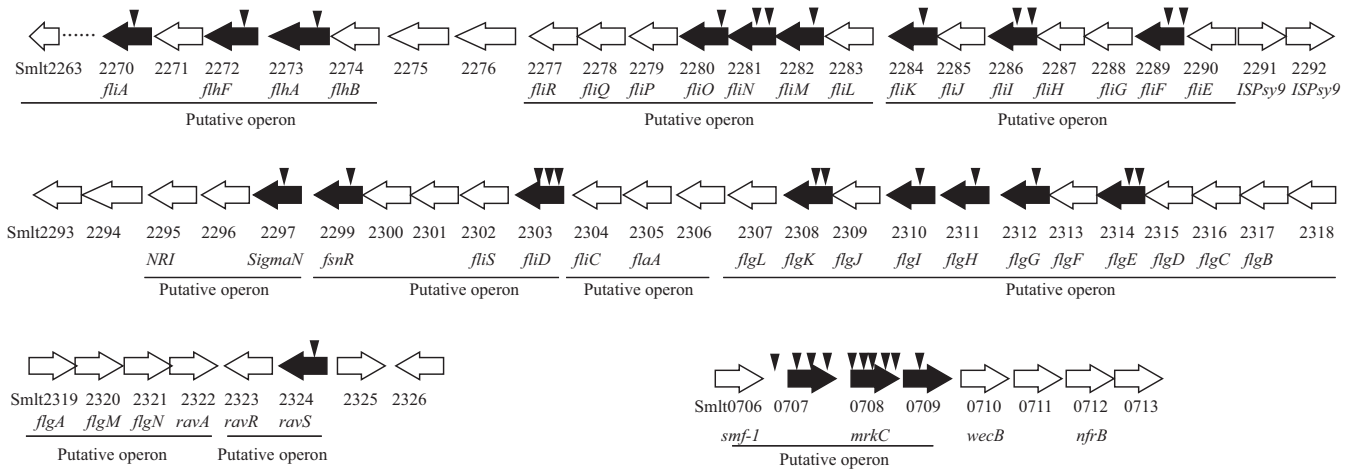 Smlt2263 2270 2271 2272 2273 2274 2275 2276 2277 2278 2279 2280 2281 2282 2283 2284 2285 2286 2287 2288 2289 2290 2291 2292
fliA flhF flhA flhB fliR fliQ fliP fliO fliN fliM fliL fliK fliJ fliI fliH fliG fliF fliE ISPsy9 ISPsy9
Putative operon Putative operon Putative operon
Smlt2293 2294 2295 2296 2297 2299 2300 2301 2302 2303 2304 2305 2306 2307 2308 2309 2310 2311 2312 2313 2314 2315 2316 2317 2318
NRI SigmaN fsnR fliS fliD fliC flaA flgL flgK flgJ flgI flgH flgG flgF flgE flgD flgC flgB
Putative operon Putative operon Putative operon Putative operon
Smlt2319 2320 2321 2322 2323 2324 2325 2326 Smlt0706 0707 0708 0709 0710 0711 0712 0713
flgA flgM flgN ravA ravR ravS smf-1 mrkC wecB nfrB
Putative operon Putative operon Putative operon